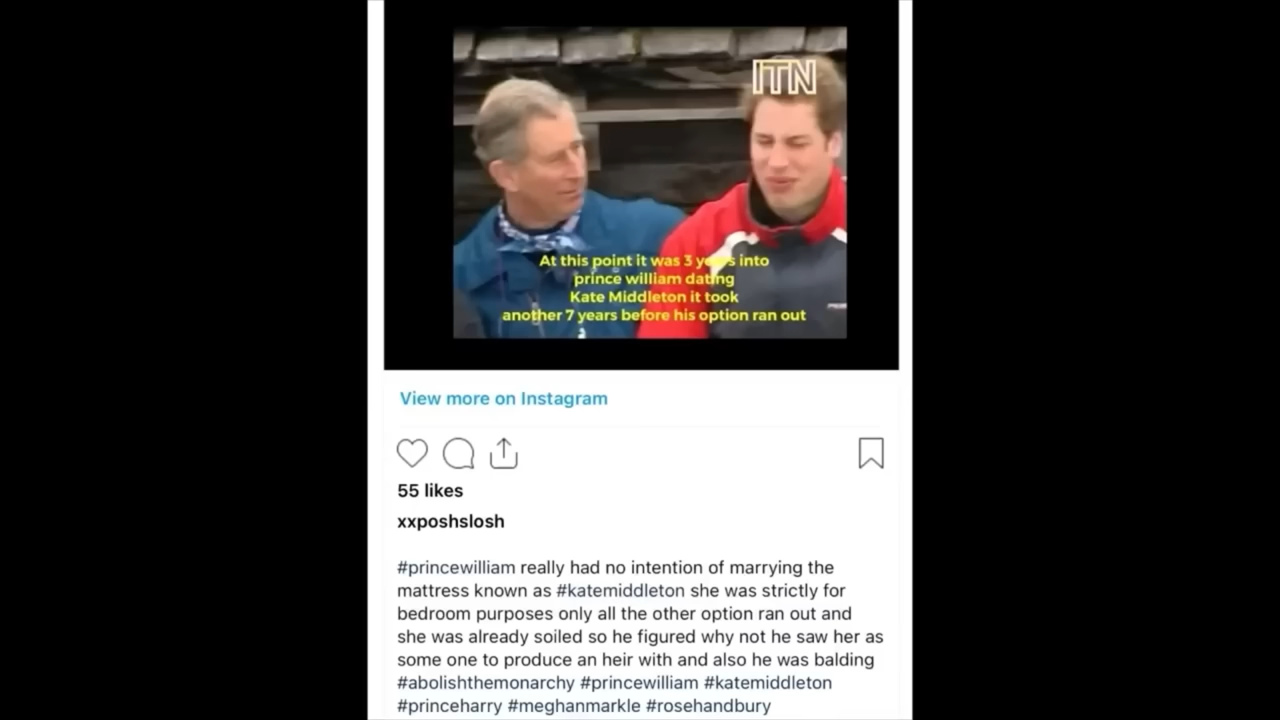 ITN
At this point it was 3 years into
prince william dating
Kate Middleton it took
another 7 years before his option ran out
View more on Instagram
55 likes
xxposhslosh
#princewilliam really had no intention of marrying the
mattress known as #katemiddleton she was strictly for
bedroom purposes only all the other option ran out and
she was already soiled so he figured why not he saw her as
some one to produce an heir with and also he was balding
#abolishthemonarchy #princewilliam #katemiddleton
#princeharry #meghanmarkle #rosehandbury